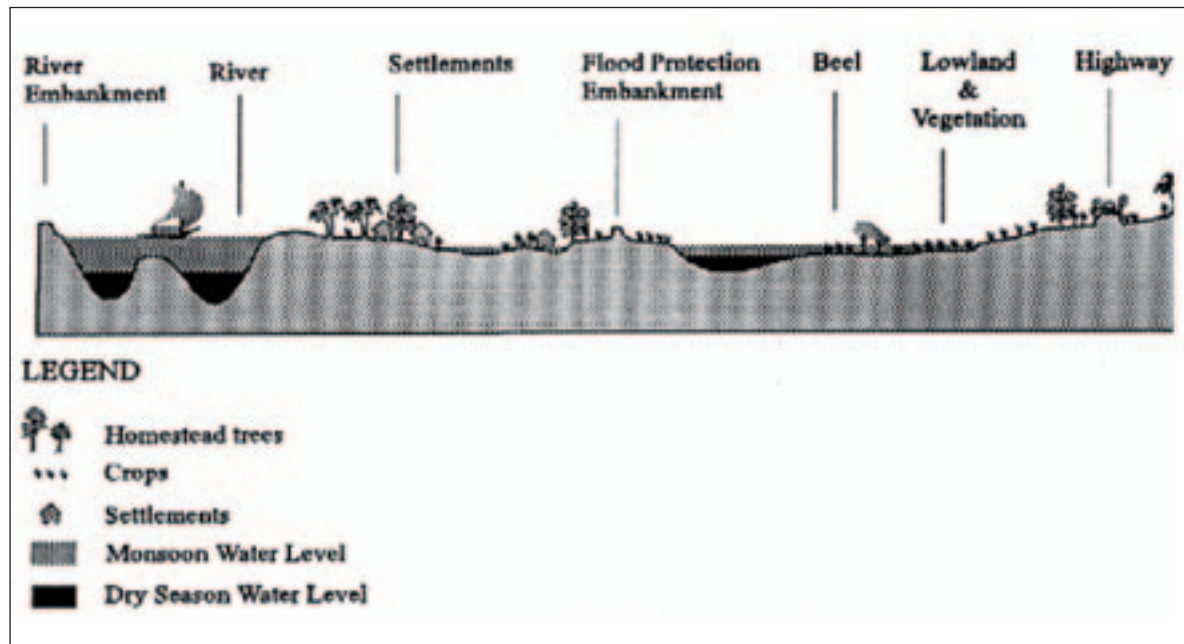 River
Embankment
River
Settlements
Flood Protection
Embankment
Beel
Lowland
&
Vegetation
Highway
LEGEND
Homestead trees
Crops
Settlements
Monsoon Water Level
Dry Season Water Level